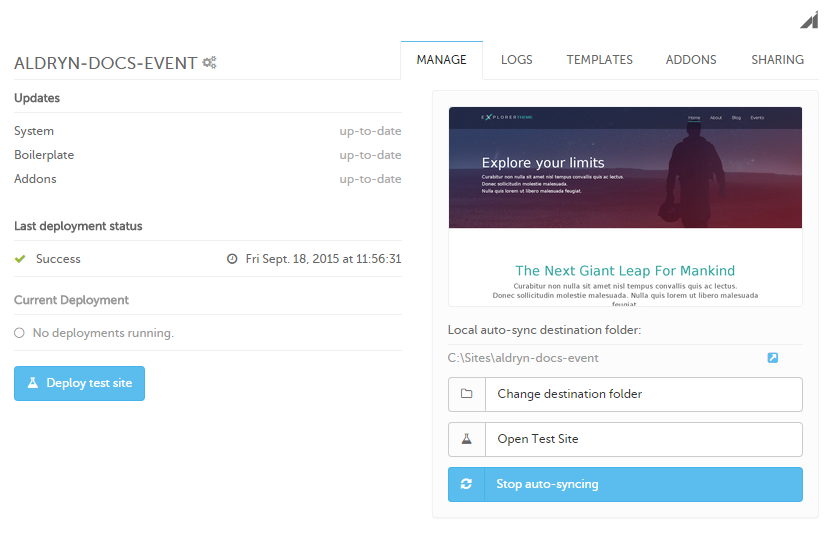 ALDRYN-DOCS-EVENT
MANAGE
LOGS
TEMPLATES
ADDONS
SHARING
Updates
System up-to-date
Boilerplate up-to-date
Addons up-to-date
Last deployment status
Success Fri Sept. 18, 2015 at 11:56:31
Current Deployment
No deployments running.
Deploy test site
EXPLORERTHEME
Home About Blog Events
Explore your limits
Curabitur non nulla sit amet nisl tempus convallis quis ac lectus.
Donec sollicitudin molestie malesuada.
Nulla quis lorem ut libero malesuada feugiat.
The Next Giant Leap For Mankind
Curabitur non nulla sit amet nisl tempus convallis quis ac lectus.
Donec sollicitudin molestie malesuada. Nulla quis lorem ut libero malesuada
feugiat.
Local auto-sync destination folder:
C:\Sites\aldryn-docs-event
Change destination folder
Open Test Site
Stop auto-syncing